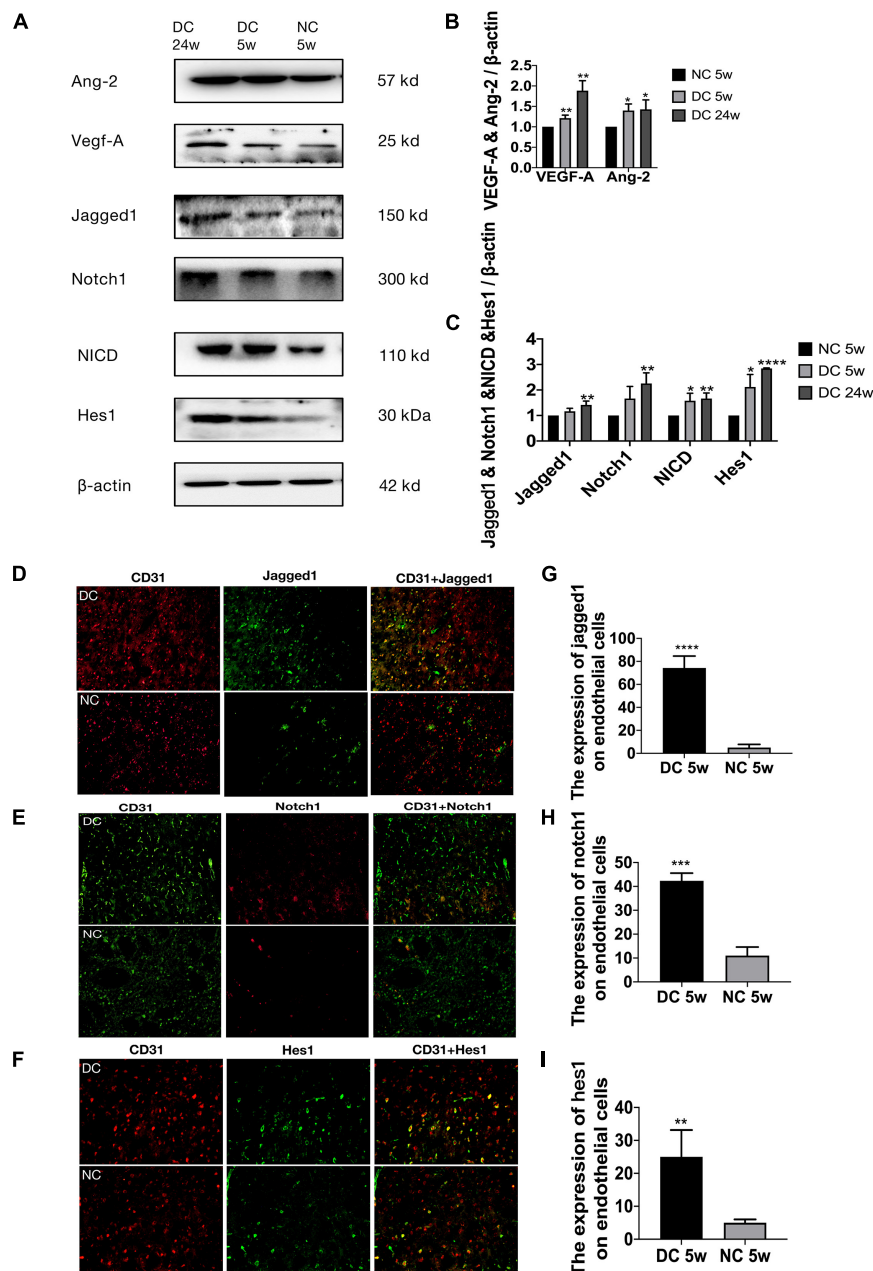 A
DC DC NC
24w 5w 5w
Ang-2 57 kd
Vegf-A 25 kd
Jagged1 150 kd
Notch1 300 kd
NICD 110 kd
Hes1 30 kDa
β-actin 42 kd
B
VEGF-A & Ang-2 / β-actin
2.5
2.0
1.5
1.0
0.5
0.0
** ** * *
VEGF-A Ang-2
NC 5w
DC 5w
DC 24w
C
Jagged1 & Notch1 &NICD &Hes1 / β-actin
4
3
2
1
0
** ** * ** * ****
Jagged1 Notch1 NICD Hes1
NC 5w
DC 5w
DC 24w
D
CD31 Jagged1 CD31+Jagged1
DC
NC
E
CD31 Notch1 CD31+Notch1
DC
NC
F
CD31 Hes1 CD31+Hes1
DC
NC
G
The expression of jagged1
on endothelial cells
100
80
60
40
20
0
****
DC 5w NC 5w
H
The expression of notch1
on endothelial cells
50
40
30
20
10
0
***
DC 5w NC 5w
I
The expression of hes1
on endothelial cells
40
30
20
10
0
**
DC 5w NC 5w